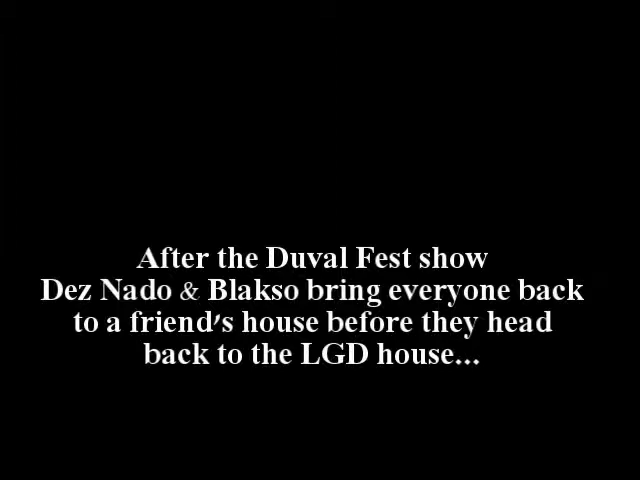 After the Duval Fest show
Dez Nado & Blakso bring everyone back
to a friend's house before they head
back to the LGD house...